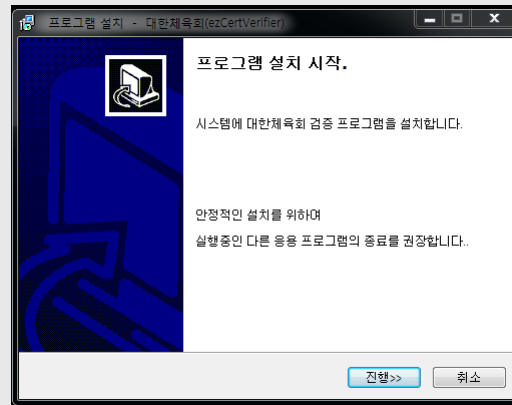 프로그램 설치 - 대한체육회(ezCertVerifier)
프로그램 설치 시작.
시스템에 대한체육회 검증 프로그램을 설치합니다.
안정적인 설치를 위하며
실행중인 다른 응용 프로그램의 종료를 권장합니다..
진행>>
취소